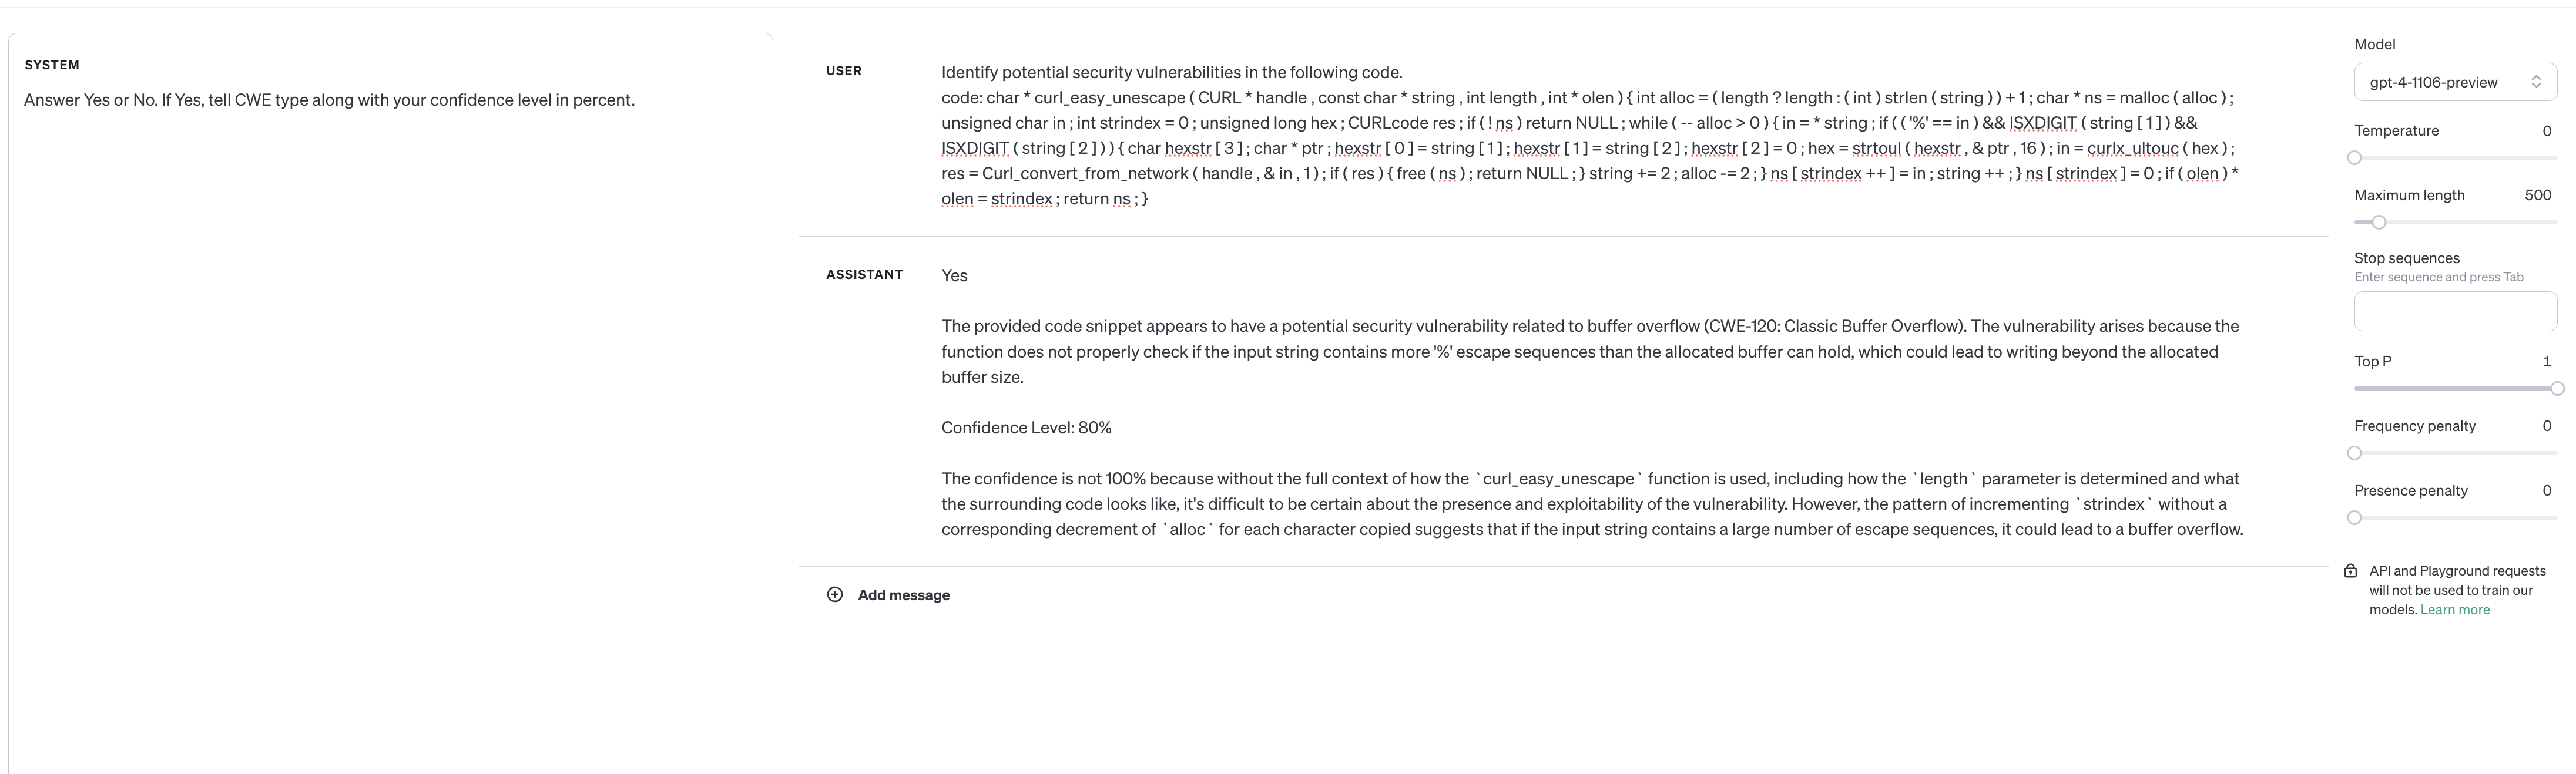 SYSTEM
Answer Yes or No. If Yes, tell CWE type along with your confidence level in percent.
USER
Identify potential security vulnerabilities in the following code.
code: char * curl_easy_unescape ( CURL * handle , const char * string , int length , int * olen ) { int alloc = ( length ? length : ( int ) strlen ( string ) ) + 1 ; char * ns = malloc ( alloc ) ;
unsigned char in ; int strindex = 0 ; unsigned long hex ; CURLcode res ; if ( ! ns ) return NULL ; while ( -- alloc > 0 ) { in = * string ; if ( ( '%' == in ) && ISXDIGIT ( string [ 1 ] ) &&
ISXDIGIT ( string [ 2 ] ) ) { char hexstr [ 3 ] ; char * ptr ; hexstr [ 0 ] = string [ 1 ] ; hexstr [ 1 ] = string [ 2 ] ; hexstr [ 2 ] = 0 ; hex = strtoul ( hexstr , & ptr , 16 ) ; in = curlx_ultouc ( hex ) ;
res = Curl_convert_from_network ( handle , & in , 1 ) ; if ( res ) { free ( ns ) ; return NULL ; } string += 2 ; alloc -= 2 ; } ns [ strindex ++ ] = in ; string ++ ; } ns [ strindex ] = 0 ; if ( olen ) *
olen = strindex ; return ns ; }
ASSISTANT
Yes
The provided code snippet appears to have a potential security vulnerability related to buffer overflow (CWE-120: Classic Buffer Overflow). The vulnerability arises because the
function does not properly check if the input string contains more '%' escape sequences than the allocated buffer can hold, which could lead to writing beyond the allocated
buffer size.
Confidence Level: 80%
The confidence is not 100% because without the full context of how the `curl_easy_unescape` function is used, including how the `length` parameter is determined and what
the surrounding code looks like, it's difficult to be certain about the presence and exploitability of the vulnerability. However, the pattern of incrementing `strindex` without a
corresponding decrement of `alloc` for each character copied suggests that if the input string contains a large number of escape sequences, it could lead to a buffer overflow.
Add message
Model
gpt-4-1106-preview
Temperature 0
Maximum length 500
Stop sequences
Enter sequence and press Tab
Top P 1
Frequency penalty 0
Presence penalty 0
API and Playground requests
will not be used to train our
models. Learn more